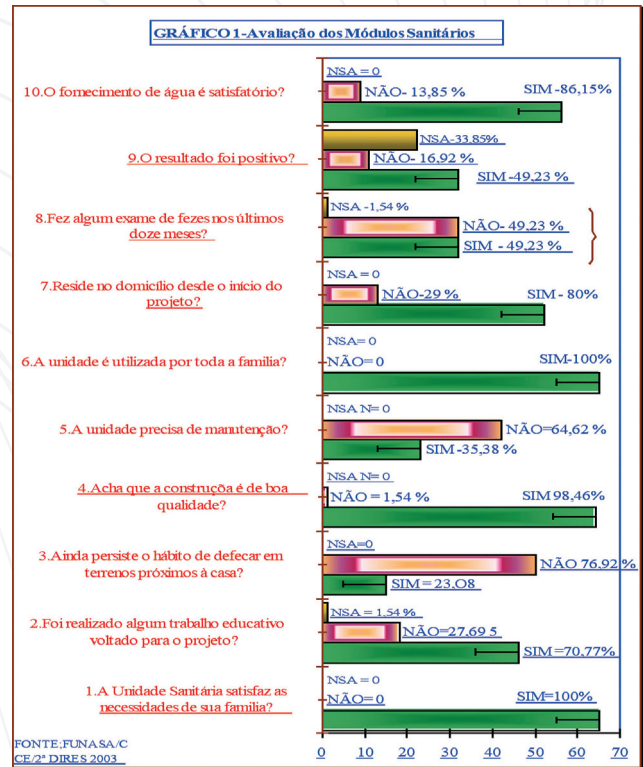 GRÁFICO 1-Avaliação dos Módulos Sanitários
NSA = 0
10.O fornecimento de água é satisfatório?
NÃO- 13,85 %
SIM -86,15%
NSA-33.85%
9.O resultado foi positivo?
NÃO- 16,92 %
SIM -49,23 %
NSA -1,54 %
8.Fez algum exame de fezes nos últimos
doze meses?
NÃO- 49,23 %
SIM - 49,23 %
NSA = 0
7.Reside no domicílio desde o início do
projeto?
NÃO-29 %
SIM - 80%
NSA= 0
6.A unidade é utilizada por toda a familia?
NÃO= 0
SIM-100%
NSA N= 0
5.A unidade precisa de manutenção?
NÃO=64,62 %
SIM -35,38 %
NSA N= 0
4.Acha que a construçõa é de boa
qualidade?
NÃO = 1,54 %
SIM 98,46%
NSA=0
3.Ainda persiste o hábito de defecar em
terrenos próximos à casa?
NÃO 76,92 %
SIM = 23,O8
NSA = 1,54 %
2.Foi realizado algum trabalho educativo
voltado para o projeto?
NÃO=27,69 5
SIM =70,77%
NSA = 0
1.A Unidade Sanitária satisfaz as
necessidades de sua familia?
NÃO= 0
SIM=100%
FONTE;FUNASA/C
CE/2ª DIRES 2003
0 10 20 30 40 50 60 70